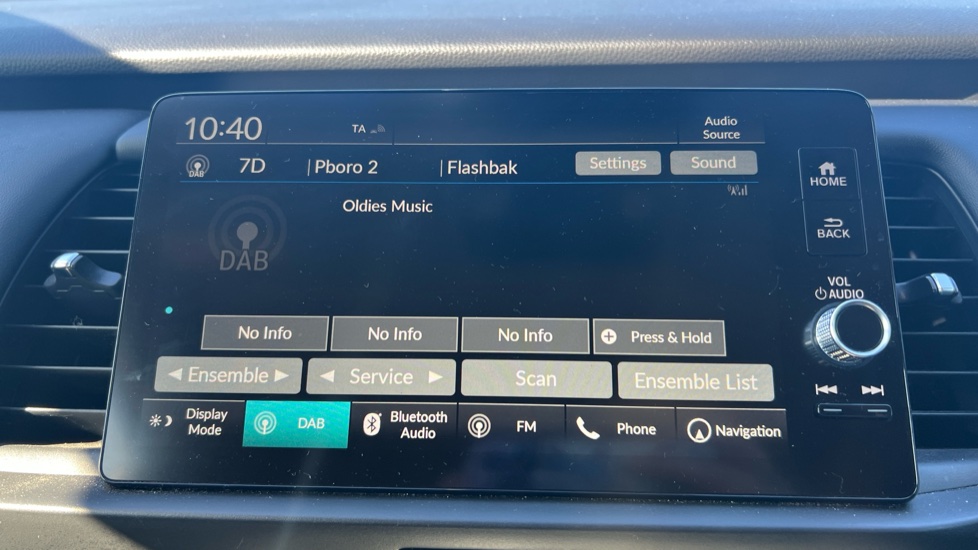 10:40
TA
Audio Source
DAB 7D Pboro 2 Flashbak Settings Sound
Oldies Music
DAB
HOME
BACK
VOL
AUDIO
No Info No Info No Info Press & Hold
Ensemble Service Scan Ensemble List
Display Mode DAB Bluetooth Audio FM Phone Navigation